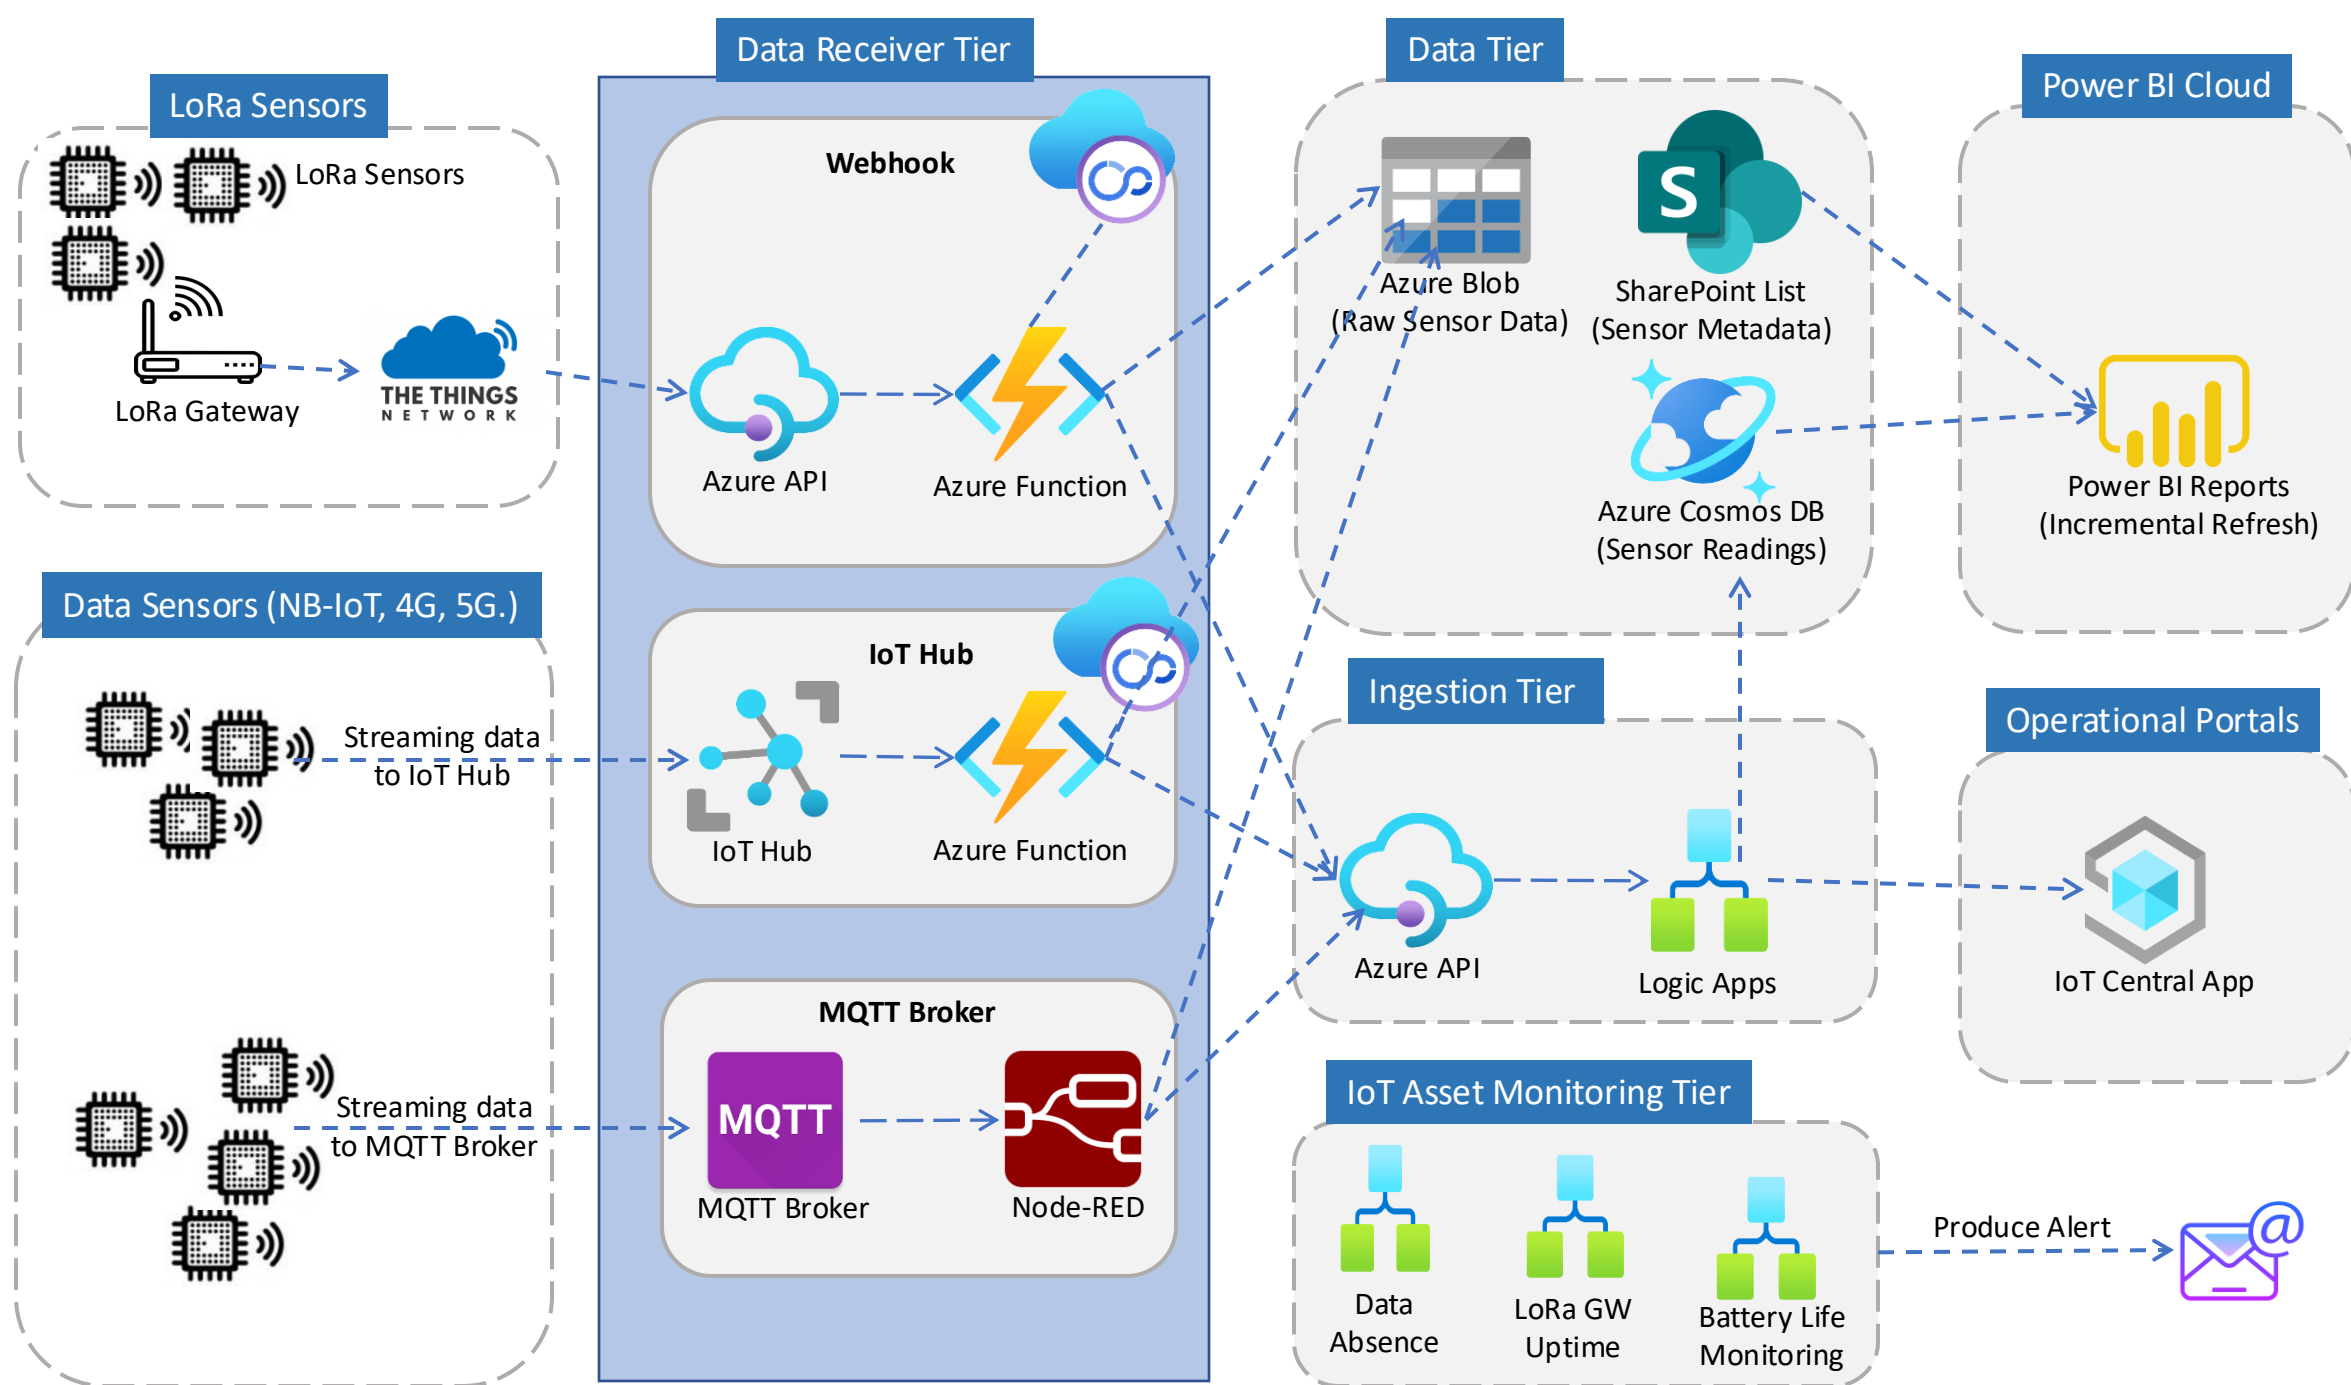 LoRa Sensors
LoRa Sensors
LoRa Gateway
THE THINGS
NETWORK
Data Sensors (NB-IoT, 4G, 5G.)
Streaming data
to IoT Hub
Streaming data
to MQTT Broker
Data Receiver Tier
Webhook
Azure API
Azure Function
IoT Hub
IoT Hub
Azure Function
MQTT Broker
MQTT
MQTT Broker
Node-RED
Data Tier
Azure Blob
(Raw Sensor Data)
S
SharePoint List
(Sensor Metadata)
Azure Cosmos DB
(Sensor Readings)
Ingestion Tier
Azure API
Logic Apps
IoT Asset Monitoring Tier
Data
Absence
LoRa GW
Uptime
Battery Life
Monitoring
Power BI Cloud
Power BI Reports
(Incremental Refresh)
Operational Portals
IoT Central App
Produce Alert
@